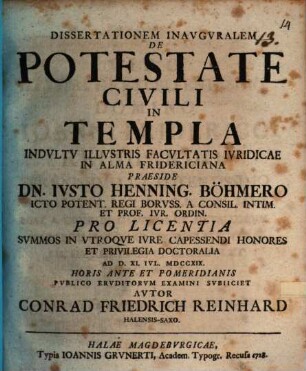 14
13.
DISSERTATIONEM INAVGVRALEM
DE
POTESTATE
CIVILI
IN
TEMPLA
INDVLTV ILLVSTRIS FACVLTATIS IVRIDICAE
IN ALMA FRIDERICIANA
PRAESIDE
DN. IVSTO HENNING. BÖHMERO
ICTO POTENT. REGI BORVSS. A CONSIL. INTIM.
ET PROF. IVR. ORDIN.
PRO LICENTIA
SVMMOS IN VTROQVE IVRE CAPESSENDI HONORES
ET PRIVILEGIA DOCTORALIA
AD D. XI. IVL. MDCCXIX.
HORIS ANTE ET POMERIDIANIS
PVBLICO ERVDITORVM EXAMINI SVBIICIET
AVTOR
CONRAD FRIEDRICH REINHARD
HALENSIS-SAXO.
HALAE MAGDEBVRGICAE,
Typis IOANNIS GRVNERTI, Academ. Typogr. Recusa 1728.